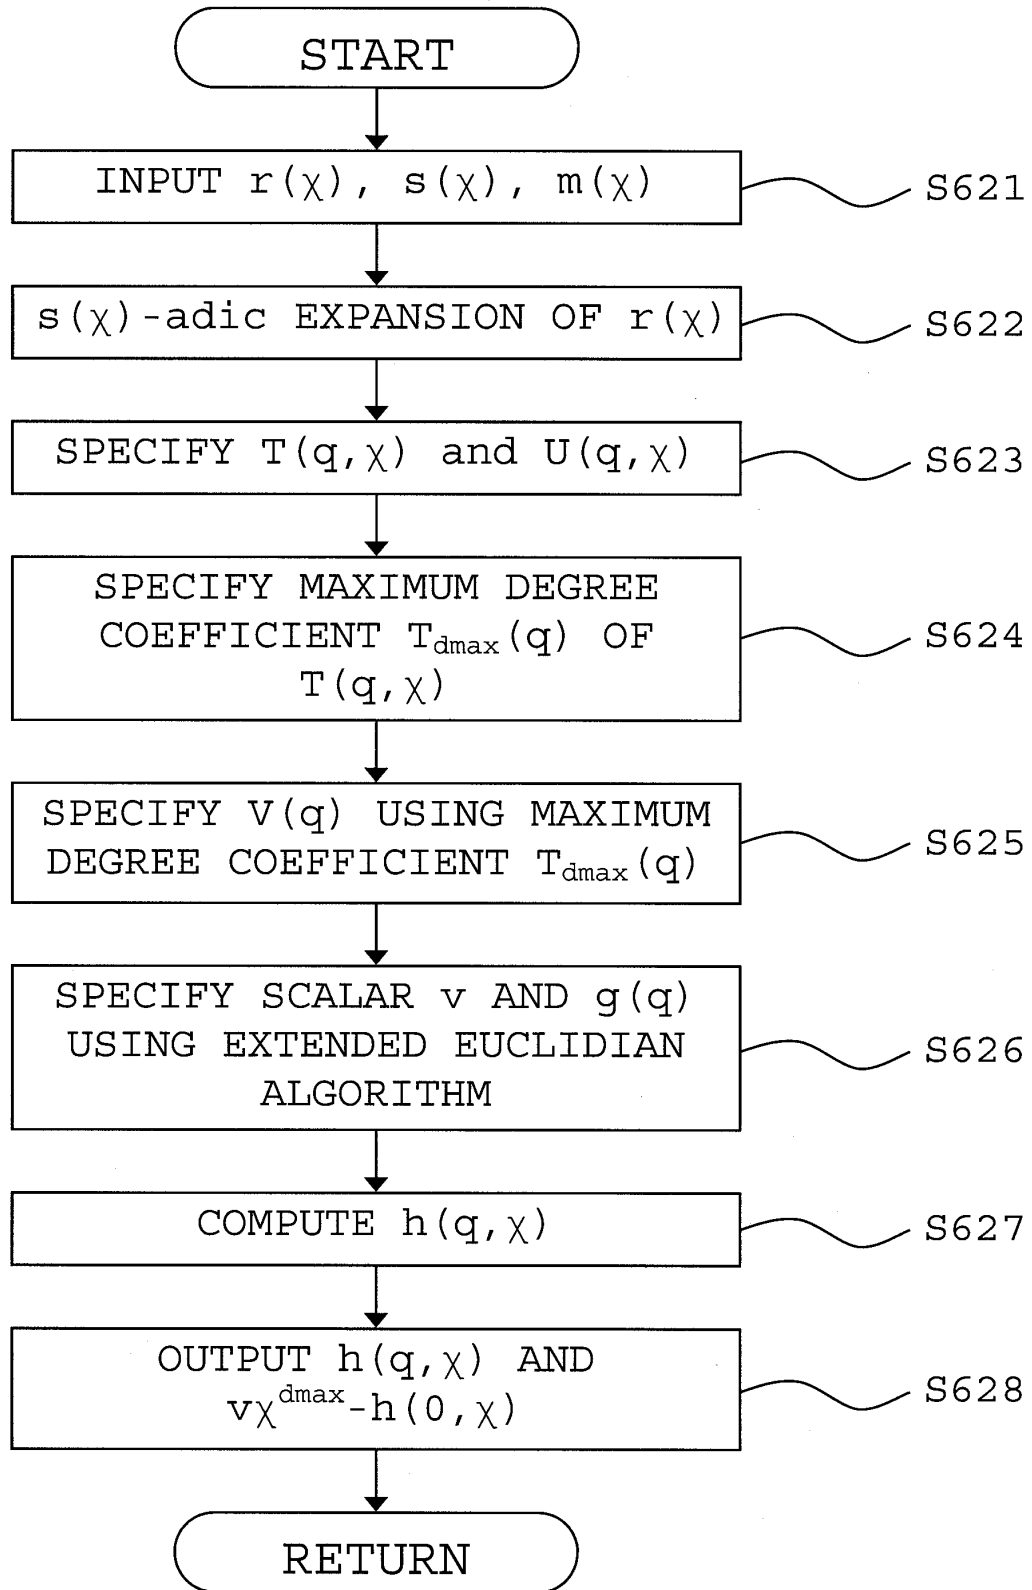 START
INPUT r(χ), s(χ), m(χ)
S621
s(χ)-adic EXPANSION OF r(χ)
S622
SPECIFY T(q,χ) and U(q,χ)
S623
SPECIFY MAXIMUM DEGREE
COEFFICIENT Tdmax(q) OF
T(q,χ)
S624
SPECIFY V(q) USING MAXIMUM
DEGREE COEFFICIENT Tdmax(q)
S625
SPECIFY SCALAR v AND g(q)
USING EXTENDED EUCLIDIAN
ALGORITHM
S626
COMPUTE h(q,χ)
S627
OUTPUT h(q,χ) AND
vχ^dmax-h(0,χ)
S628
RETURN